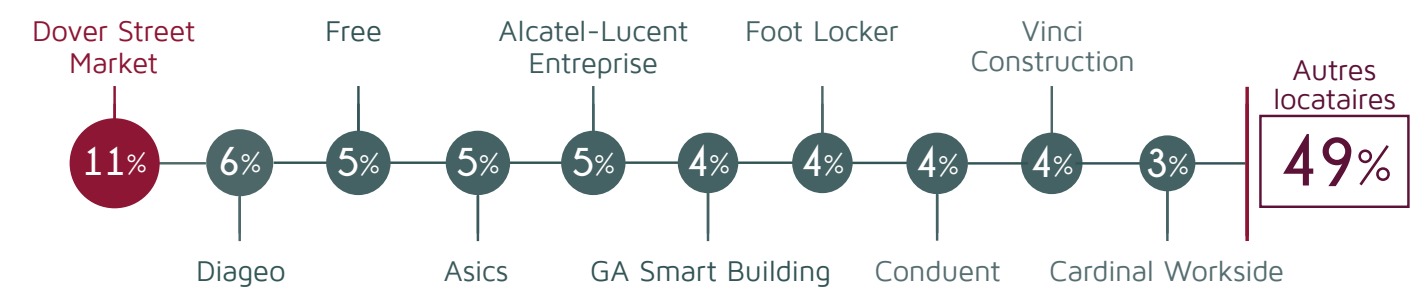 Dover Street
Market
11%
Diageo
6%
Free
5%
Asics
5%
Alcatel-Lucent
Entreprise
5%
GA Smart Building
4%
Foot Locker
4%
Conduent
4%
Vinci
Construction
4%
Cardinal Workside
3%
Autres
locataires
49%